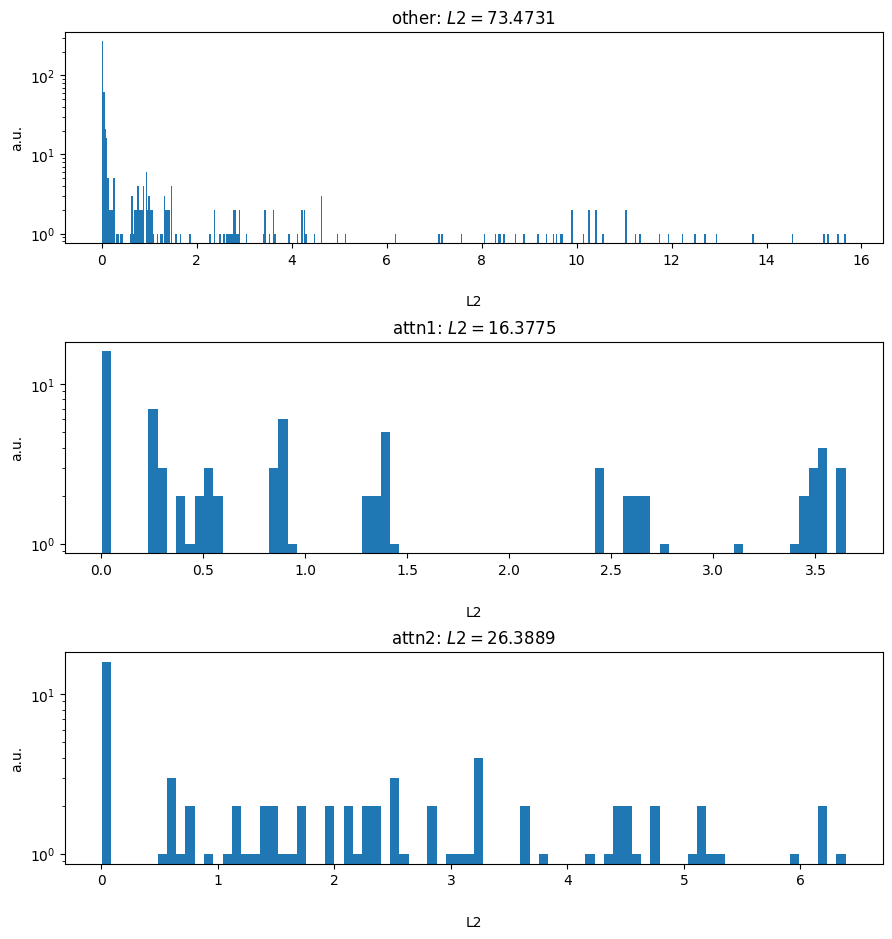 other: L2 = 73.4731
a.u.
10²
10¹
10⁰
0 2 4 6 8 10 12 14 16
L2
attn1: L2 = 16.3775
a.u.
10¹
10⁰
0.0 0.5 1.0 1.5 2.0 2.5 3.0 3.5
L2
attn2: L2 = 26.3889
a.u.
10¹
10⁰
0 1 2 3 4 5 6
L2